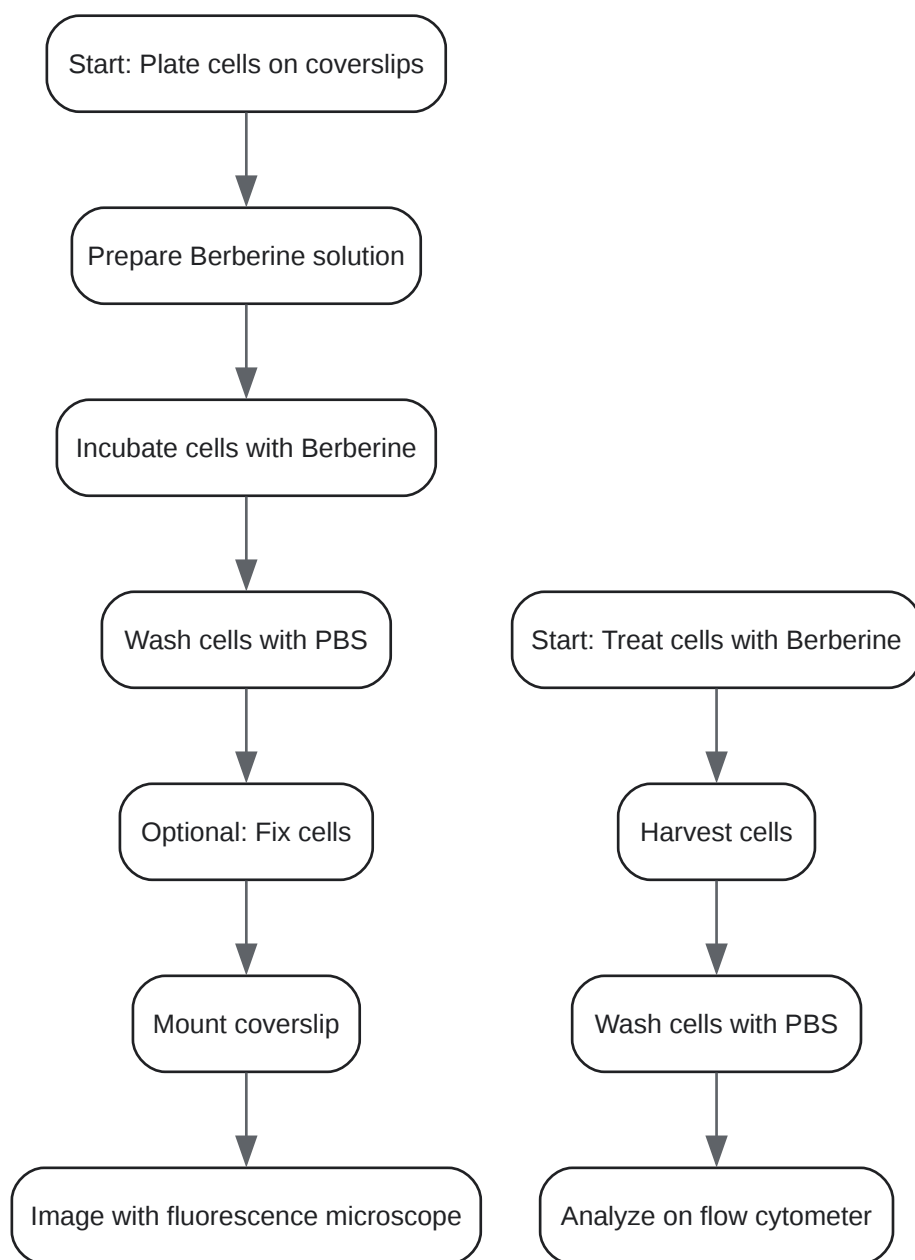 Start: Plate cells on coverslips
Prepare Berberine solution
Incubate cells with Berberine
Wash cells with PBS
Optional: Fix cells
Mount coverslip
Image with fluorescence microscope
Start: Treat cells with Berberine
Harvest cells
Wash cells with PBS
Analyze on flow cytometer